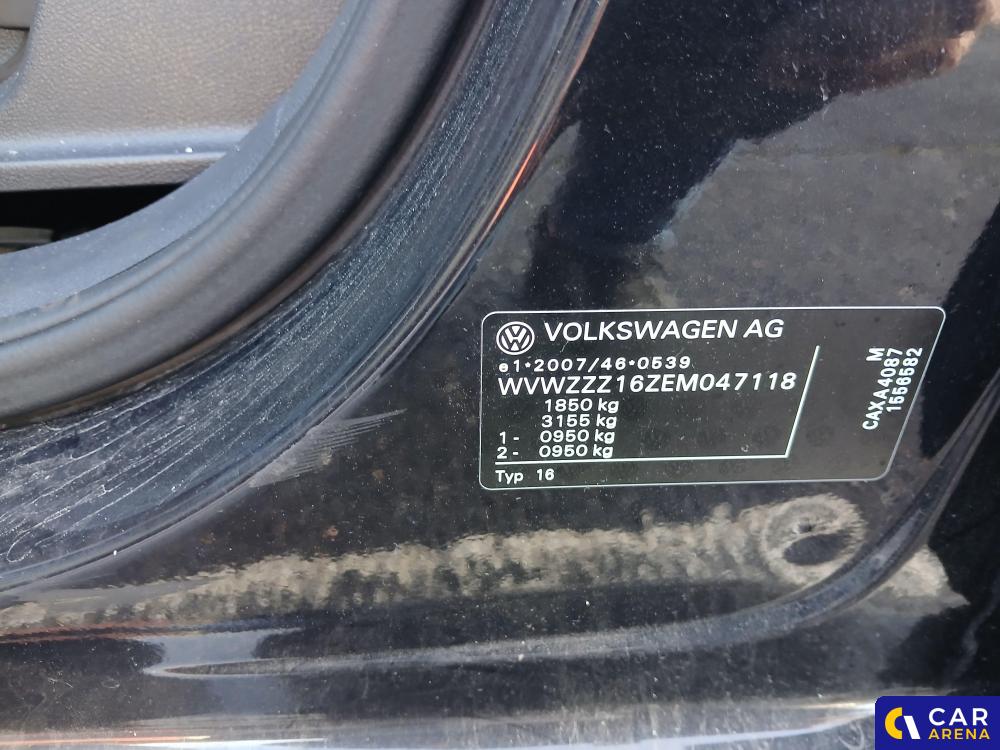 VOLKSWAGEN AG
e1*2007/46*0539
WVWZZZ16ZEM047118
1850 kg
3155 kg
1- 0950 kg
2- 0950 kg
Typ 16
M
CAXA4087
1556582
CAR
ARENA